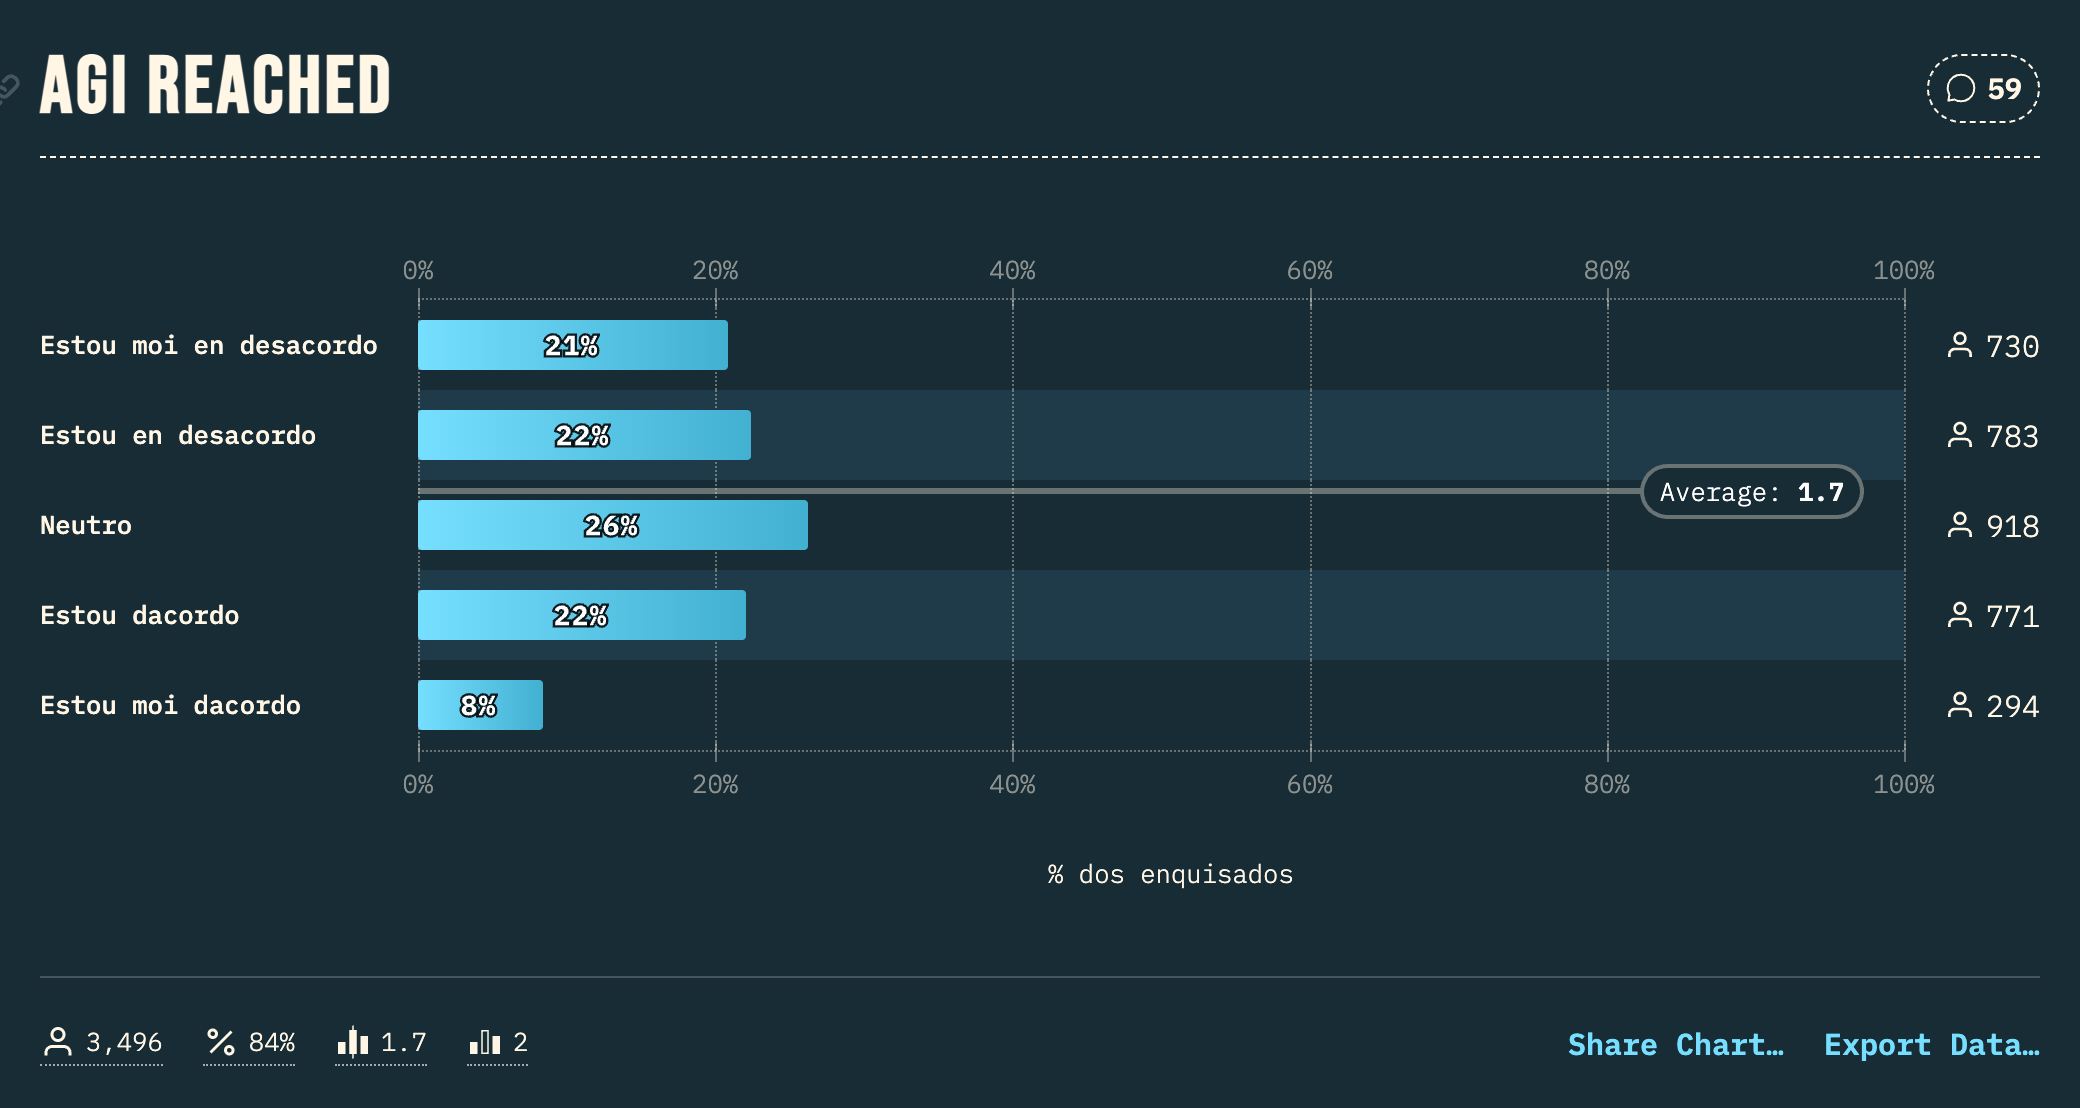 AGI REACHED
59
0% 20% 40% 60% 80% 100%
Estou moi en desacordo 21% 730
Estou en desacordo 22% 783
Average: 1.7
Neutro 26% 918
Estou dacordo 22% 771
Estou moi dacordo 8% 294
0% 20% 40% 60% 80% 100%
% dos enquisados
3,496 % 84% 1.7 2 Share Chart… Export Data…